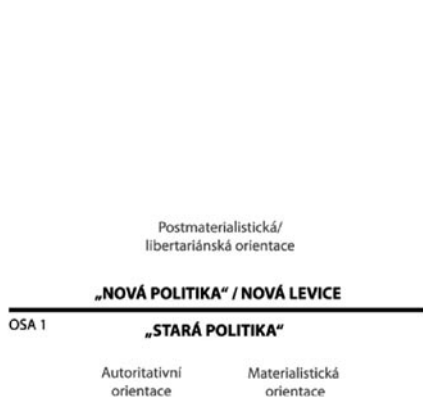 Postmaterialistická/
libertariánská orientace
„NOVÁ POLITIKA“ / NOVÁ LEVICE
OSA 1
„STARÁ POLITIKA“
Autoritativní Materialistická
orientace orientace